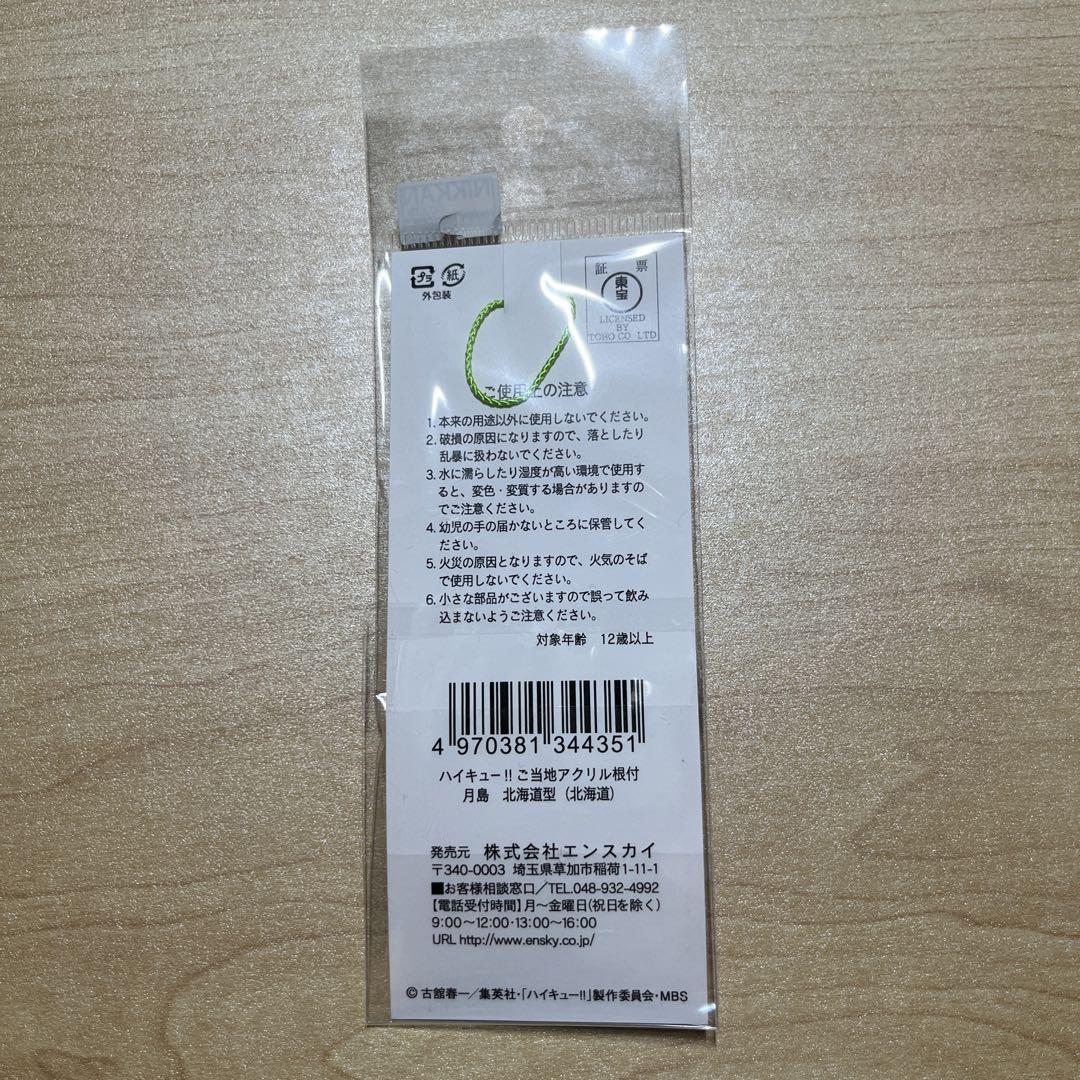 NIKKAN
プラ 紙
外包装
証 票
東宝
LICENSED
BY
TOHO CO. LTD
ご使用上の注意
1. 本来の用途以外に使用しないでください。
2. 破損の原因になりますので、落としたり
乱暴に扱わないでください。
3. 水に濡らしたり湿度が高い環境で使用す
ると、変色・変質する場合がありますの
でご注意ください。
4. 幼児の手の届かないところに保管してく
ださい。
5. 火災の原因となりますので、火気のそば
で使用しないでください。
6. 小さな部品がございますので誤って飲み
込まないようご注意ください。
対象年齢 12歳以上
4 970381 344351
ハイキュー!!ご当地アクリル根付
月島 北海道型（北海道）
発売元 株式会社エンスカイ
〒340-0003 埼玉県草加市稲荷1-11-1
■お客様相談窓口／TEL.048-932-4992
【電話受付時間】月〜金曜日(祝日を除く)
9:00〜12:00・13:00〜16:00
URL http://www.ensky.co.jp/
© 古舘春一／集英社・「ハイキュー!!」製作委員会・MBS